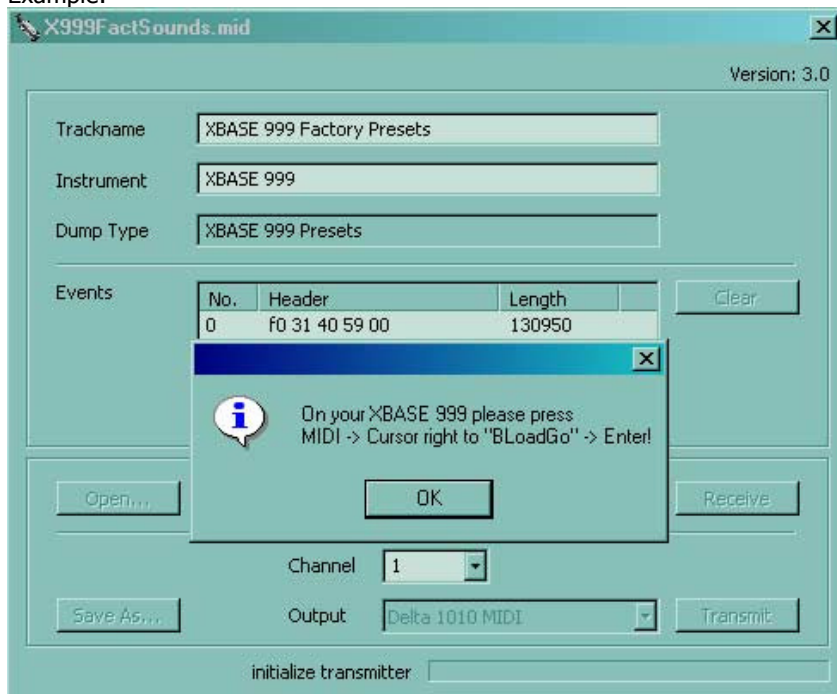 Example:
X999FactSounds.mid
Version: 3.0
Trackname XBASE 999 Factory Presets
Instrument XBASE 999
Dump Type XBASE 999 Presets
Events
No. Header Length
Clear
0 f0 31 40 59 00 130950
On your XBASE 999 please press
MIDI -> Cursor right to "BLoadGo" -> Enter!
OK
Open...
Receive
Channel 1
Save As...
Output Delta 1010 MIDI
Transmit
initialize transmitter